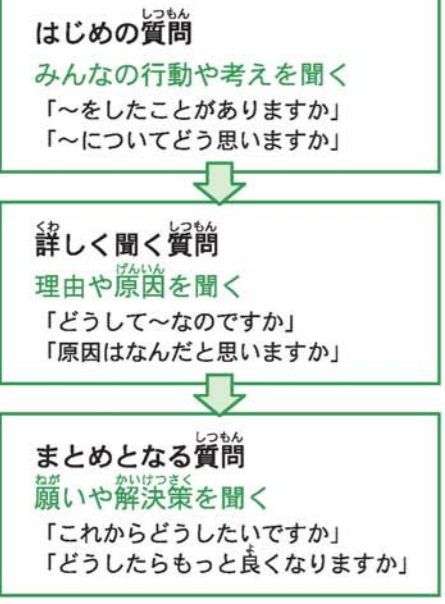 はじめの質問
みんなの行動や考えを聞く
「～をしたことがありますか」
「～についてどう思いますか」
詳しく聞く質問
理由や原因を聞く
「どうして～なのですか」
「原因はなんだと思いますか」
まとめとなる質問
願いや解決策を聞く
「これからどうしたいですか」
「どうしたらもっと良くなりますか」